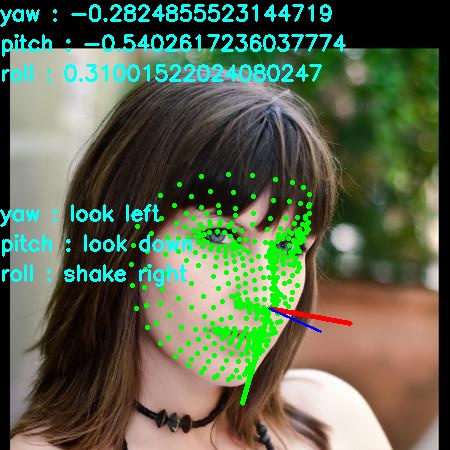 yaw : -0.2824855523144719
pitch : -0.5402617236037774
roll : 0.31001522024080247
yaw : look left
pitch : look down
roll : shake right